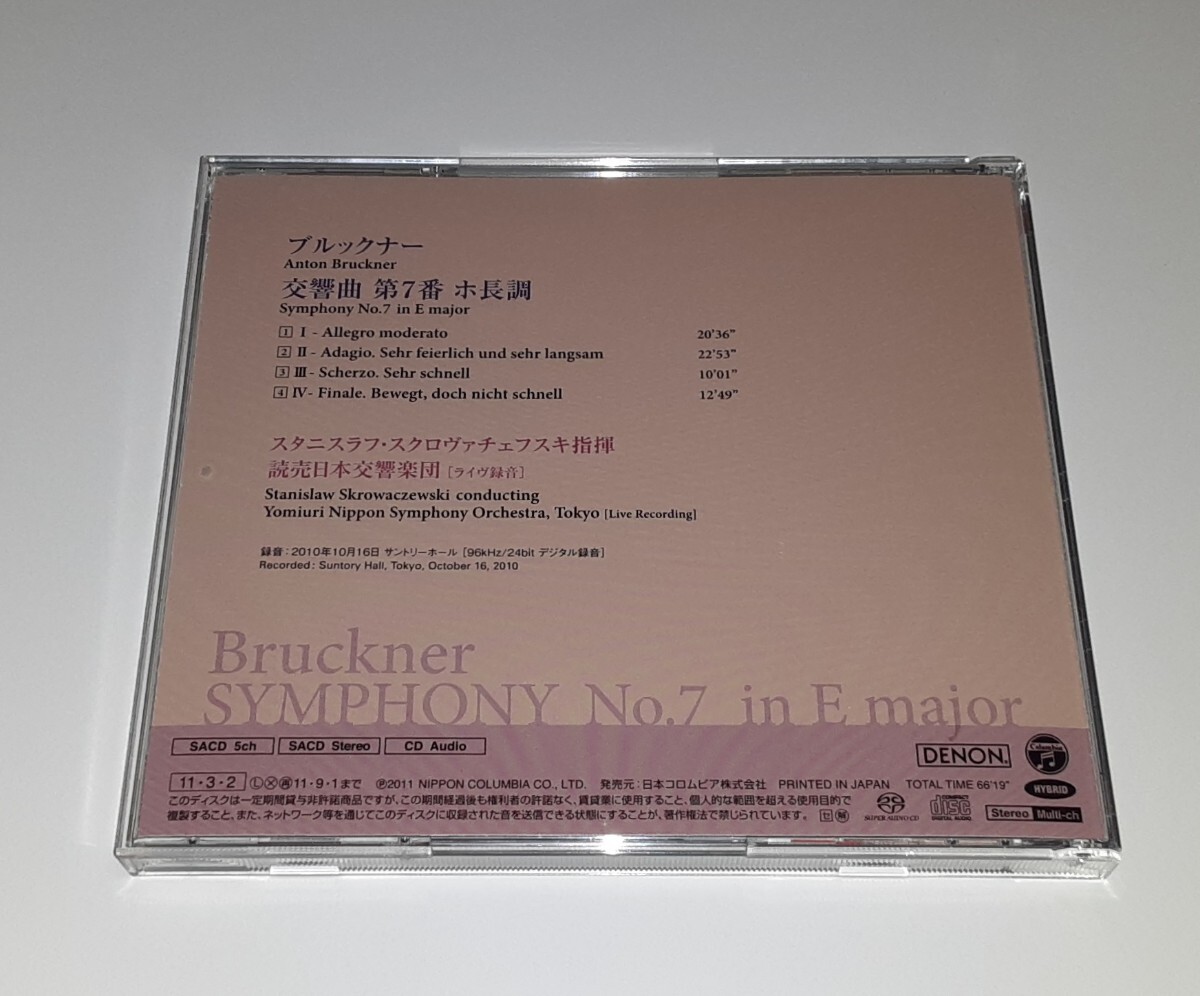 ブルックナー
Anton Bruckner
交響曲 第7番 ホ長調
Symphony No.7 in E major
1 I - Allegro moderato 20'36"
2 II - Adagio. Sehr feierlich und sehr langsam 22'53"
3 III - Scherzo. Sehr schnell 10'01"
4 IV - Finale. Bewegt, doch nicht schnell 12'49"
スタニスラフ・スクロヴァチェフスキ指揮
読売日本交響楽団 [ライヴ録音]
Stanislaw Skrowaczewski conducting
Yomiuri Nippon Symphony Orchestra, Tokyo [Live Recording]
録音：2010年10月16日 サントリーホール [96kHz/24bit デジタル録音]
Recorded: Suntory Hall, Tokyo, October 16, 2010
Bruckner
SYMPHONY No.7 in E major
SACD 5ch SACD Stereo CD Audio
DENON Columbia
11・3・2 Ⓛ Ⓧ 11・9・1まで ℗2011 NIPPON COLUMBIA CO., LTD. 発売元：日本コロムビア株式会社 PRINTED IN JAPAN TOTAL TIME 66'19" HYBRID
このディスクは一定期間貸与非許諾商品ですが、この期間経過後も権利者の許諾なく、賃貸業に使用すること、個人的な範囲を超える使用目的で
複製すること、また、ネットワーク等を通じてこのディスクに収録された音を送信できる状態にすることが、著作権法で禁じられています。
SUPER AUDIO CD COMPACT disc DIGITAL AUDIO Stereo Multi-ch